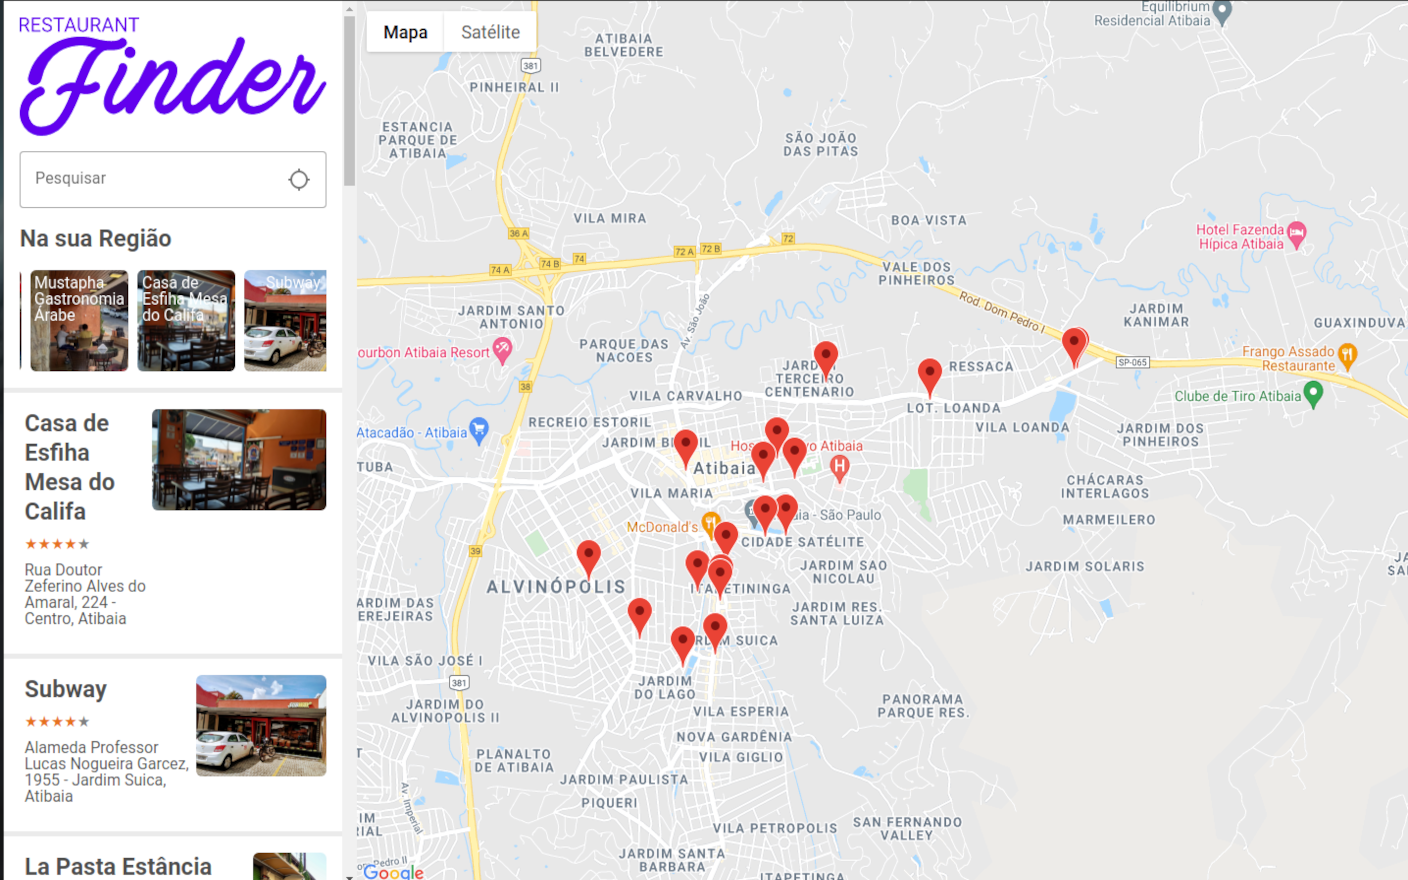 RESTAURANT
Finder
Pesquisar
Na sua Região
Mustapha
Gastronomia
Árabe
Casa de
Esfiha Mesa
do Califa
Subway
Casa de
Esfiha
Mesa do
Califa
Rua Doutor
Zeferino Alves do
Amaral, 224 -
Centro, Atibaia
Subway
Alameda Professor
Lucas Nogueira Garcez,
1955 - Jardim Suica,
Atibaia
La Pasta Estância
Mapa
Satélite
Equilibrium
Residencial Atibaia
ATIBAIA
BELVEDERE
381
PINHEIRAL II
ESTANCIA
PARQUE DE
ATIBAIA
SÃO JOÃO
DAS PITAS
VILA MIRA
BOA VISTA
36 A
72 A
72 B
72
74 A
74 B
74
Hotel Fazenda
Hípica Atibaia
VALE DOS
PINHEIROS
Rod. Dom Pedro I
JARDIM SANTO
ANTONIO
Av. São João
JARDIM
KANIMAR
GUAXINDUVA
ourbon Atibaia Resort
PARQUE DAS
NACOES
TERCEIRO
CENTENARIO
RESSACA
SP-065
Frango Assado
Restaurante
38
VILA CARVALHO
LOT. LOANDA
Clube de Tiro Atibaia
Atacadão - Atibaia
RECREIO ESTORIL
VILA LOANDA
JARDIM DOS
PINHEIROS
JARDIM
Atibaia
TUBA
VILA MARIA
CHÁCARAS
INTERLAGOS
MARMEILERO
McDonald's
- São Paulo
CIDADE SATÉLITE
39
JARDIM SAO
NICOLAU
JARDIM SOLARIS
ALVINÓPOLIS
ARDIM DAS
EREJEIRAS
JARDIM RES.
SANTA LUIZA
SUICA
VILA SÃO JOSÉ I
381
JARDIM
DO LAGO
JARDIM DO
ALVINOPOLIS II
VILA ESPERIA
PANORAMA
PARQUE RES.
NOVA GARDÊNIA
VILA GIGLIO
PLANALTO
DE ATIBAIA
JARDIM PAULISTA
PIQUERI
Av. Imperial
VILA PETROPOLIS
SAN FERNANDO
VALLEY
JARDIM SANTA
BARBARA
ITAPETINGA
Pedro II
Google